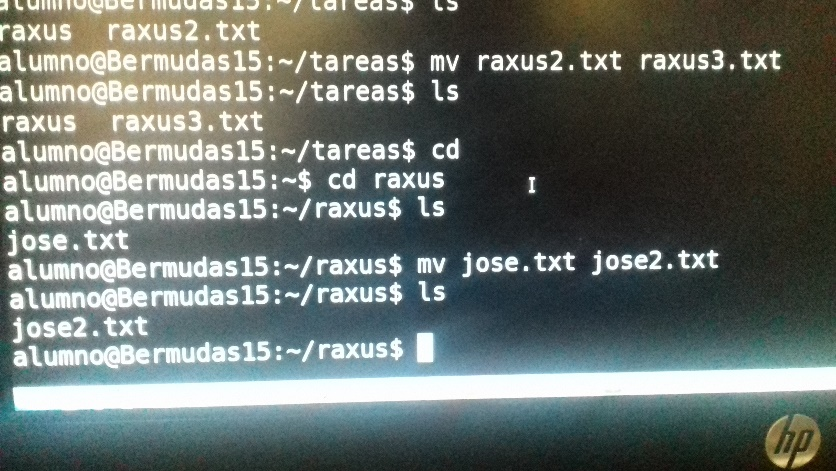 alumno@Bermudas15:~/tareas$ ls
raxus  raxus2.txt
alumno@Bermudas15:~/tareas$ mv raxus2.txt raxus3.txt
alumno@Bermudas15:~/tareas$ ls
raxus  raxus3.txt
alumno@Bermudas15:~/tareas$ cd
alumno@Bermudas15:~$ cd raxus
alumno@Bermudas15:~/raxus$ ls
jose.txt
alumno@Bermudas15:~/raxus$ mv jose.txt jose2.txt
alumno@Bermudas15:~/raxus$ ls
jose2.txt
alumno@Bermudas15:~/raxus$
hp